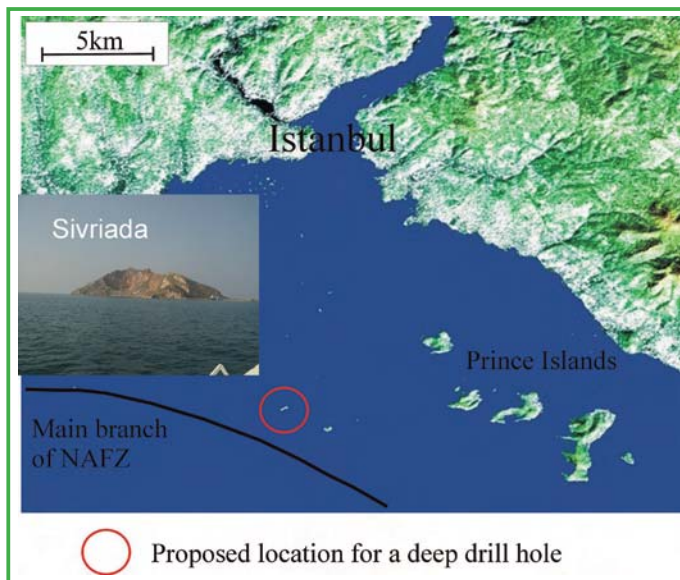 5km
Istanbul
Sivriada
Prince Islands
Main branch
of NAFZ
Proposed location for a deep drill hole